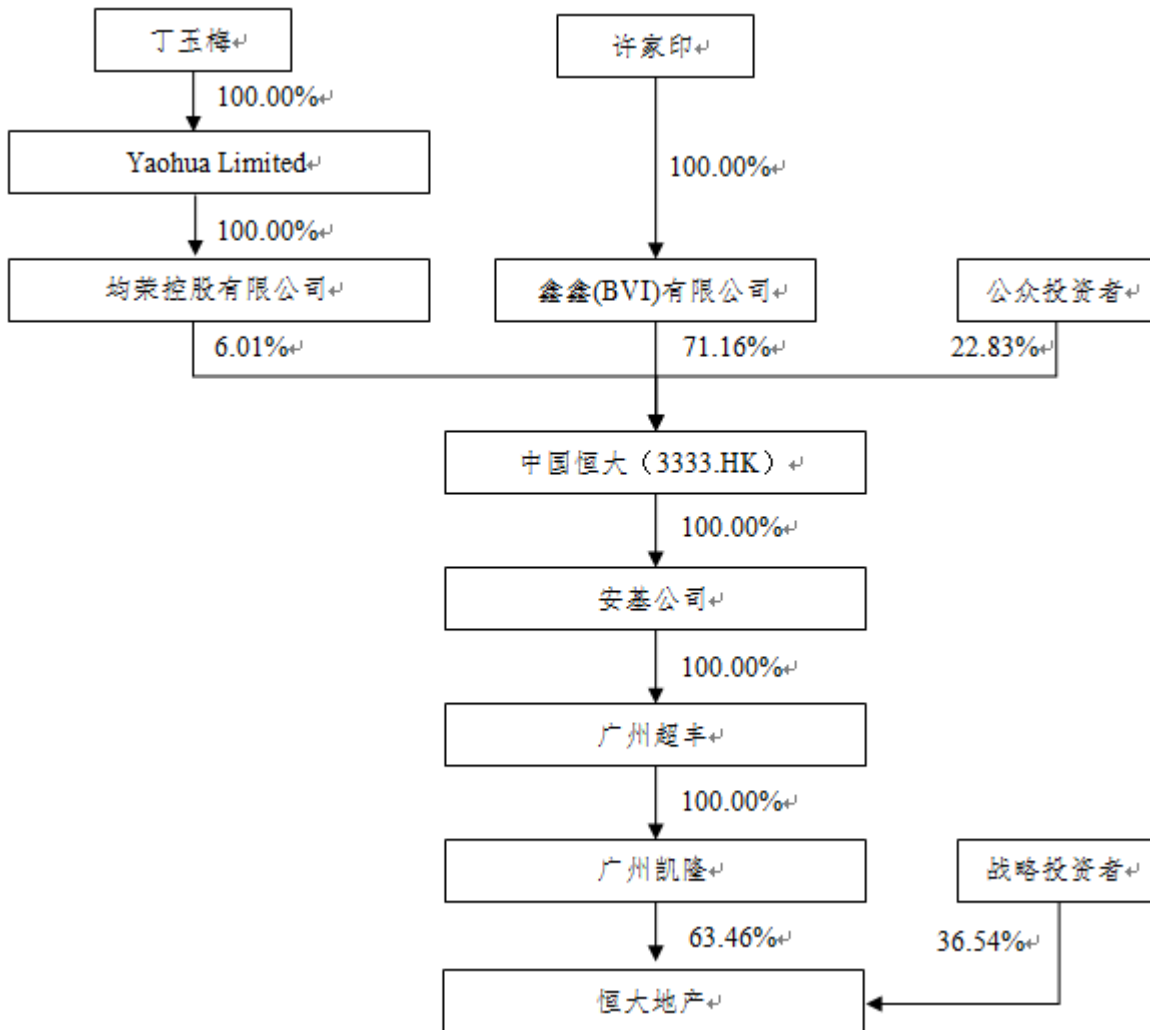 丁玉梅↵
许家印↵
100.00%↵
Yaohua Limited↵
100.00%↵
100.00%↵
均荣控股有限公司↵
鑫鑫(BVI)有限公司↵
公众投资者↵
6.01%↵
71.16%↵
22.83%↵
中国恒大（3333.HK）↵
100.00%↵
安基公司↵
100.00%↵
广州超丰↵
100.00%↵
广州凯隆↵
战略投资者↵
63.46%↵
36.54%↵
恒大地产↵